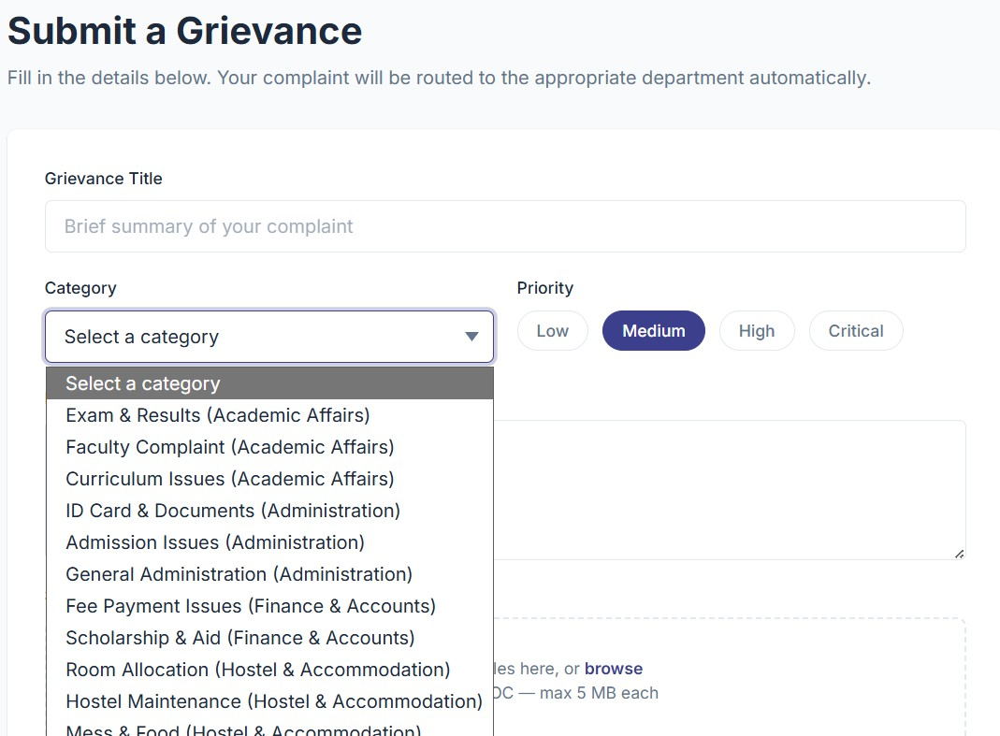 Submit a Grievance
Fill in the details below. Your complaint will be routed to the appropriate department automatically.
Grievance Title
Brief summary of your complaint
Category
Priority
Select a category
Low
Medium
High
Critical
Select a category
Exam & Results (Academic Affairs)
Faculty Complaint (Academic Affairs)
Curriculum Issues (Academic Affairs)
ID Card & Documents (Administration)
Admission Issues (Administration)
General Administration (Administration)
Fee Payment Issues (Finance & Accounts)
Scholarship & Aid (Finance & Accounts)
Room Allocation (Hostel & Accommodation)
Hostel Maintenance (Hostel & Accommodation)
Mess & Food (Hostel & Accommodation)
here, or browse
— max 5 MB each